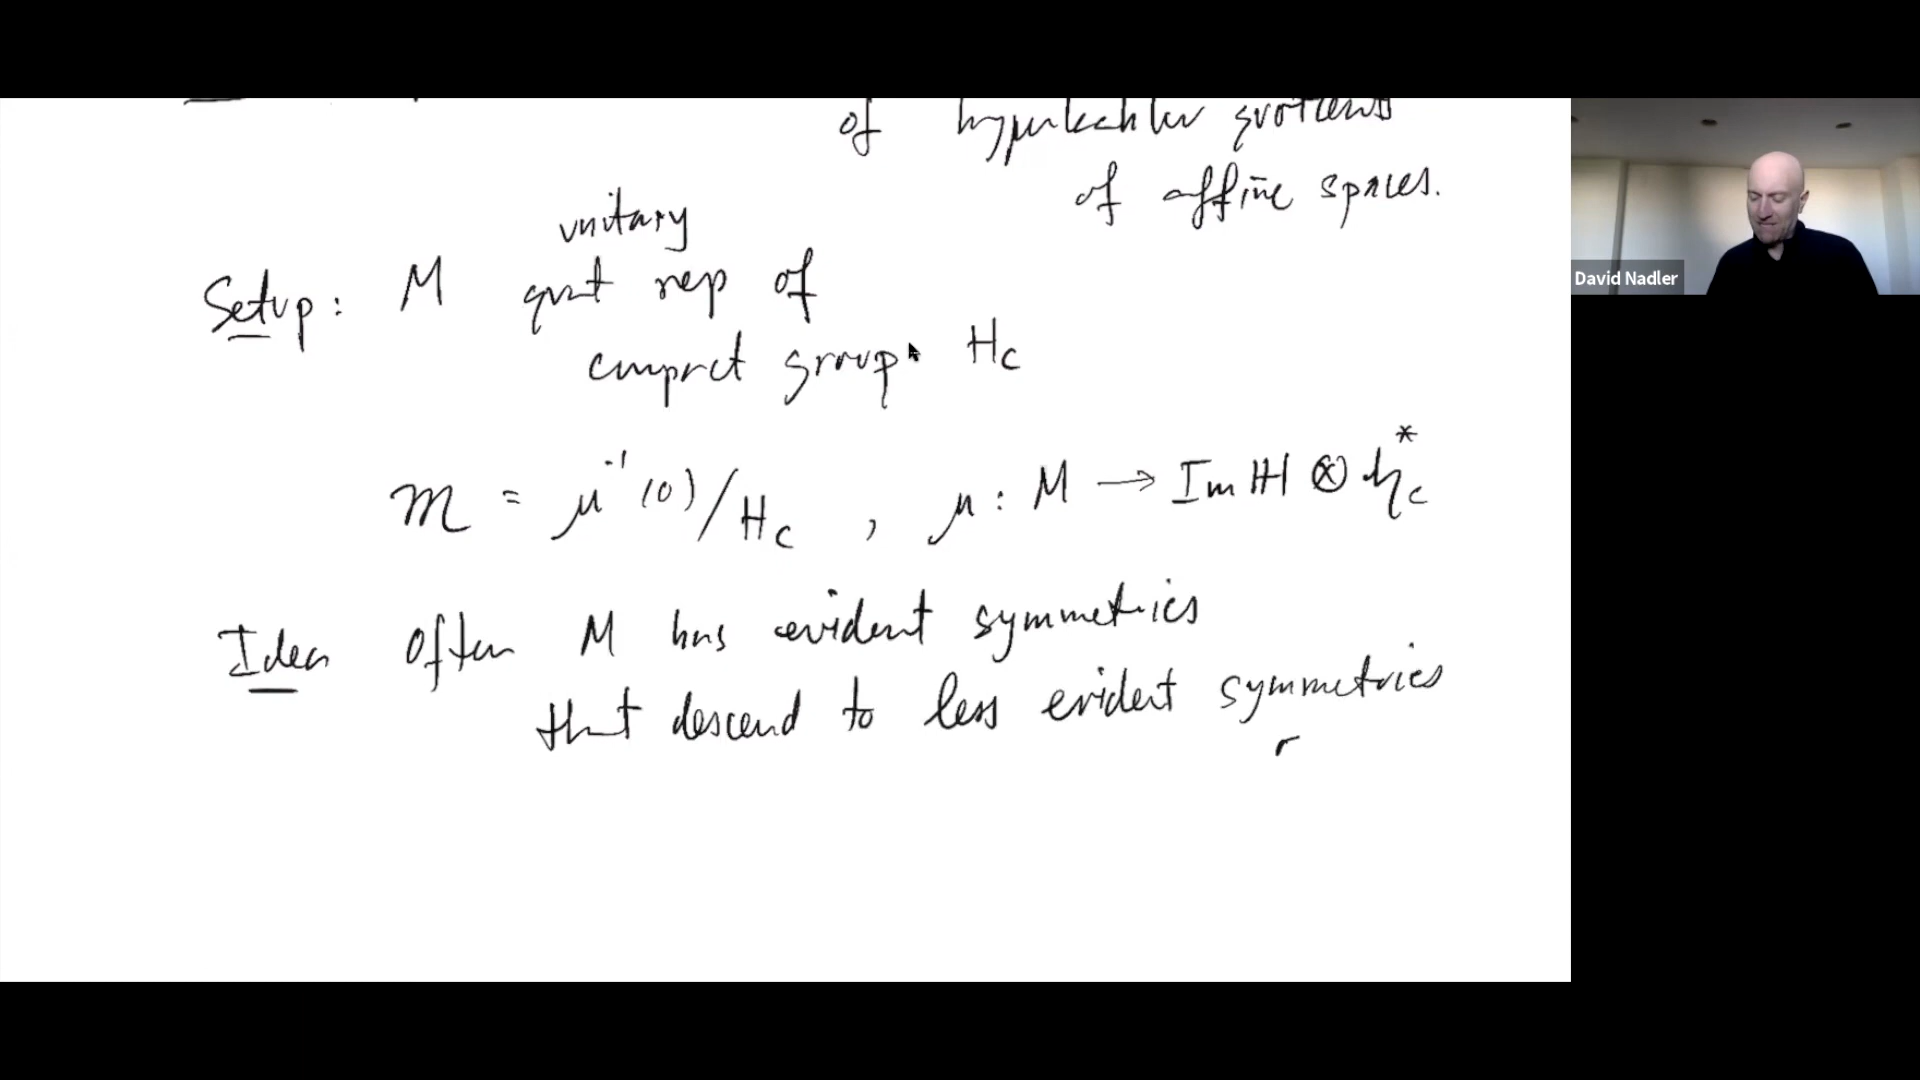 of hyperkahler quotients
of affine spaces.
unitary
Setup: M quat rep of
compact group H_c
𝔐 = μ⁻¹(0)/H_c , μ: M → Im ℍ ⊗ 𝔥_c^*
Idea Often M has evident symmetries
that descend to less evident symmetries
David Nadler